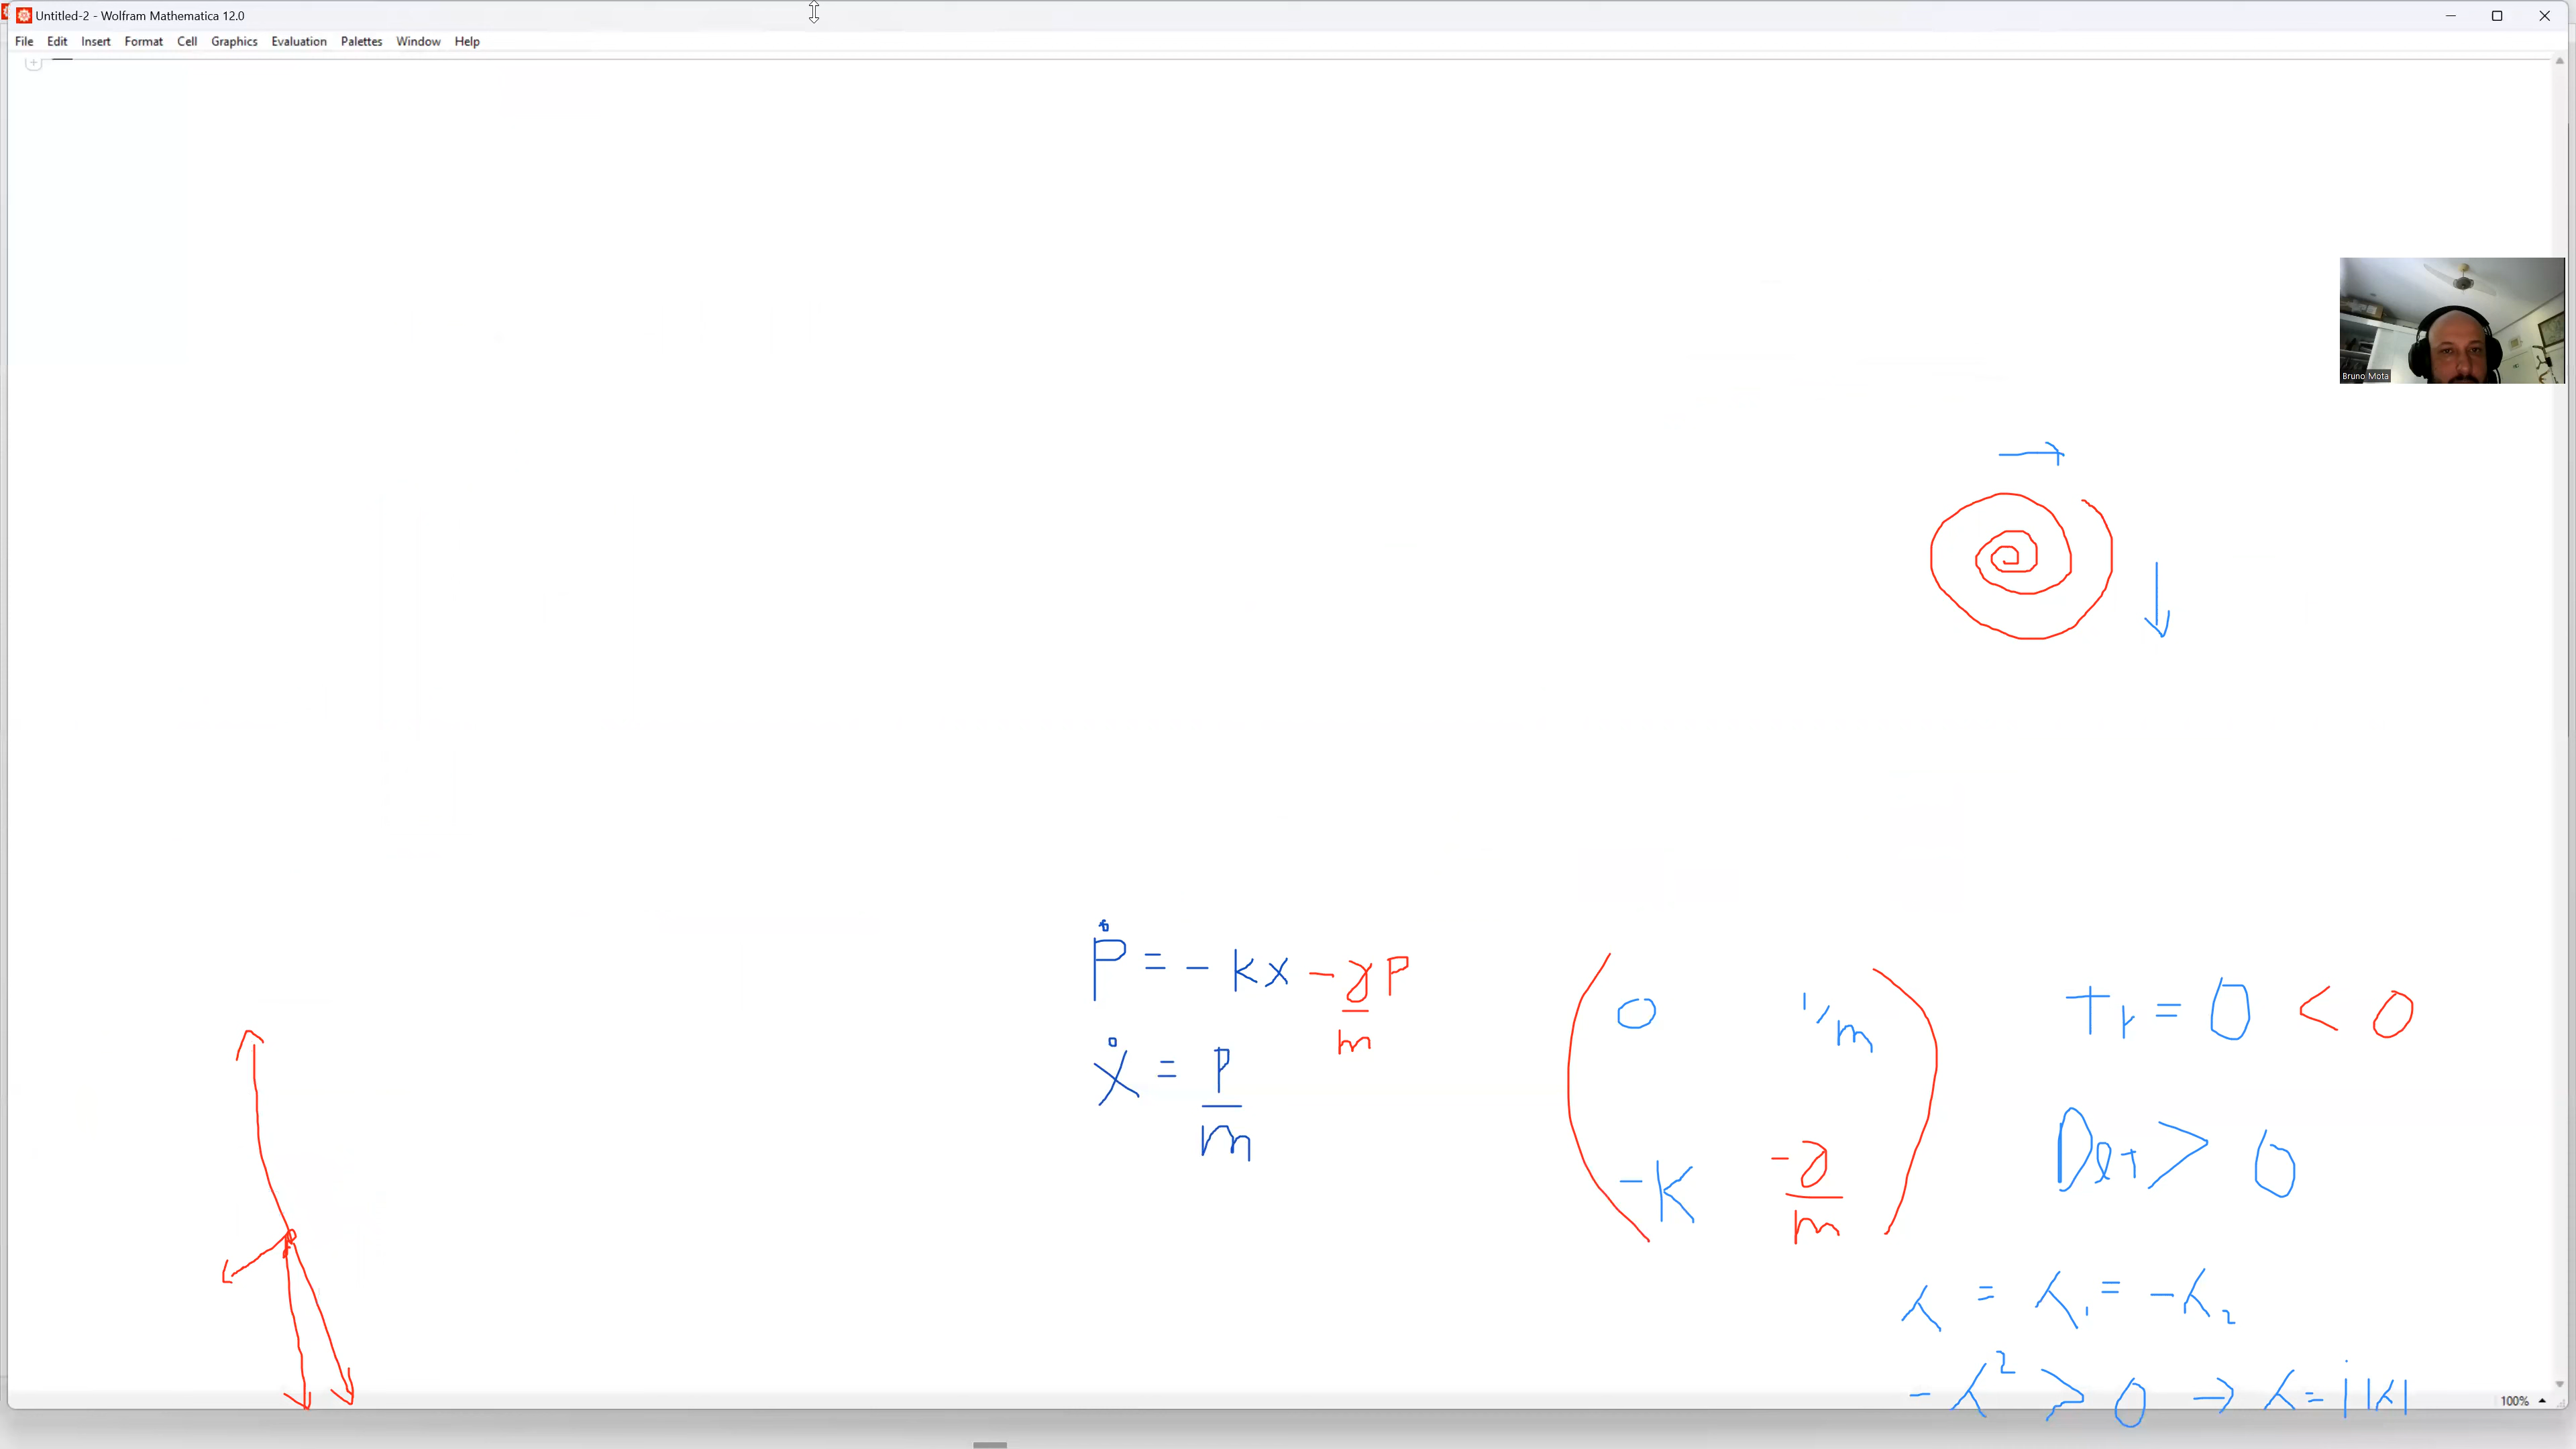 Untitled-2 - Wolfram Mathematica 12.0
File Edit Insert Format Cell Graphics Evaluation Palettes Window Help
Bruno Mota
Ṗ = - kx - γP/m
ẋ = P/m
0 1/m
-K -γ/m
Tr = 0 < 0
Det > 0
λ = λ₁ = -λ₂
-λ² > 0 → λ = i|λ|
100%